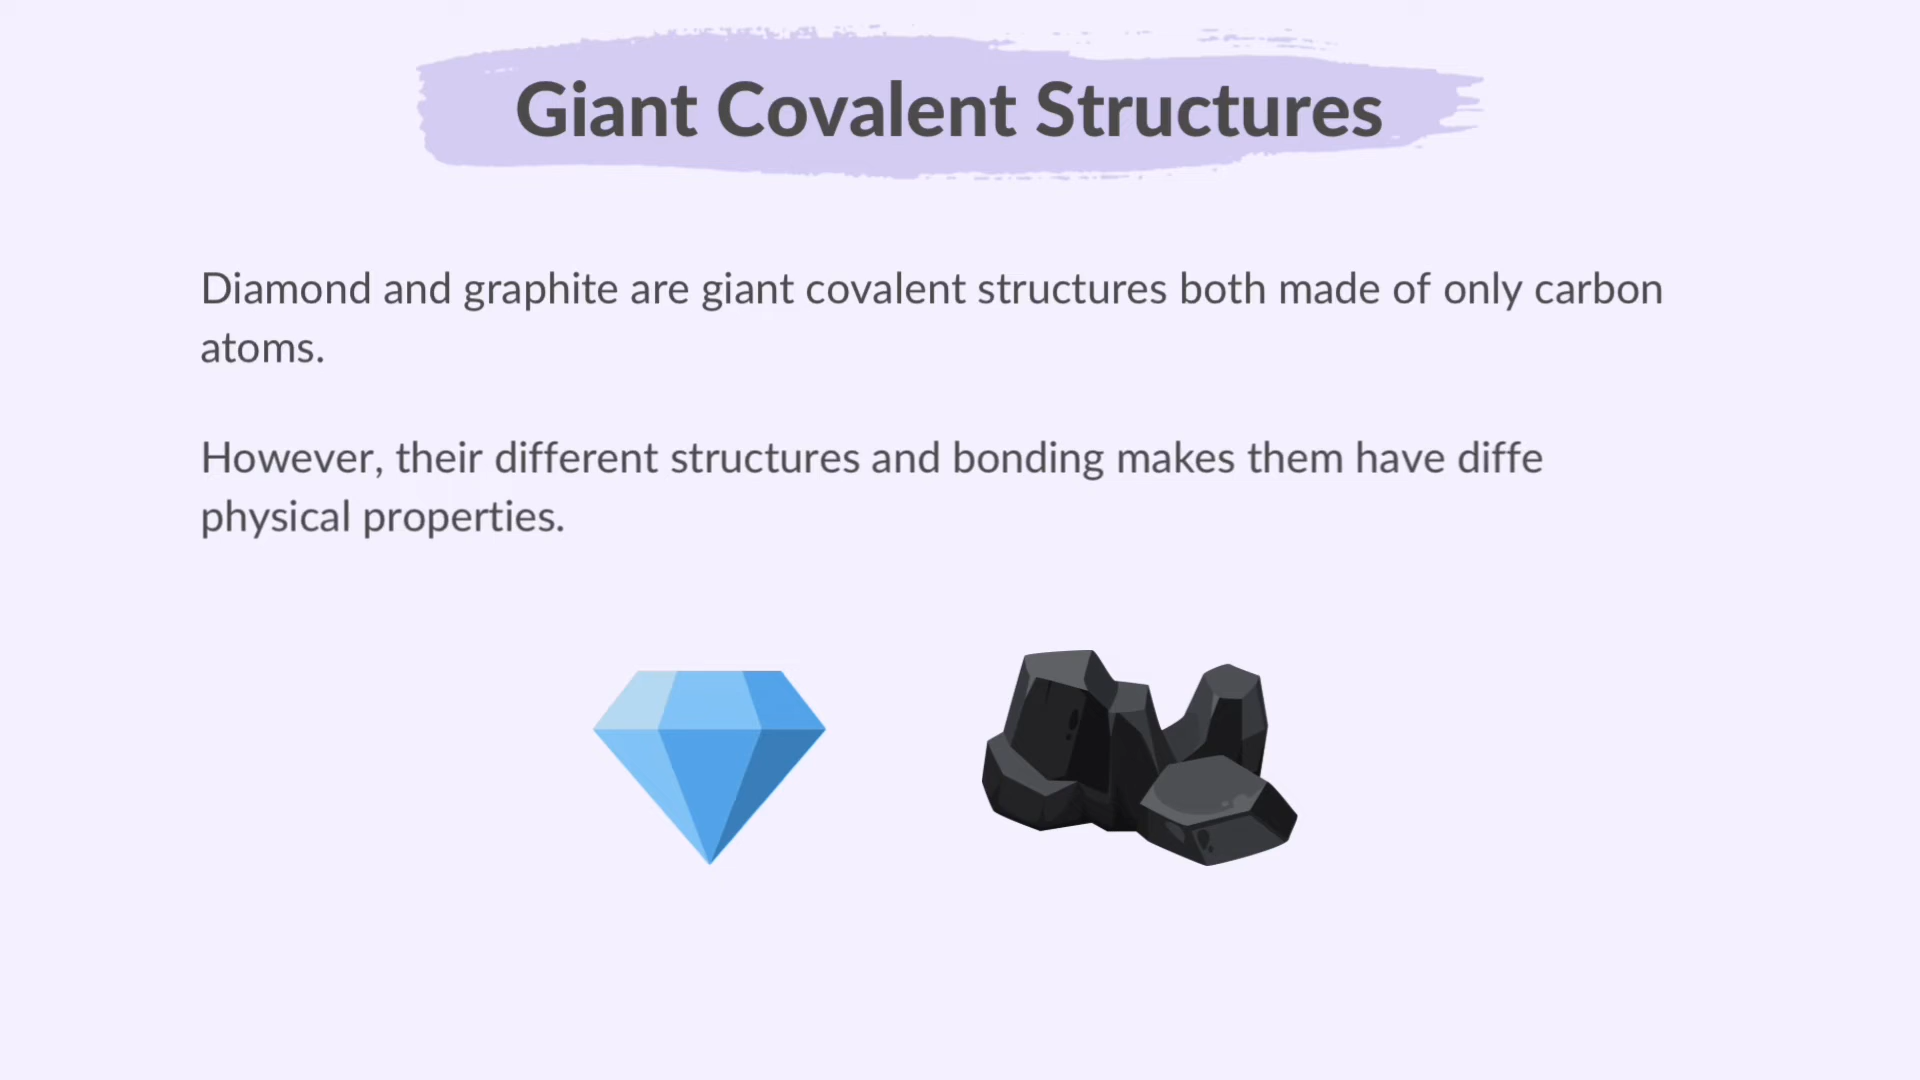 Giant Covalent Structures
Diamond and graphite are giant covalent structures both made of only carbon
atoms.
However, their different structures and bonding makes them have diffe
physical properties.